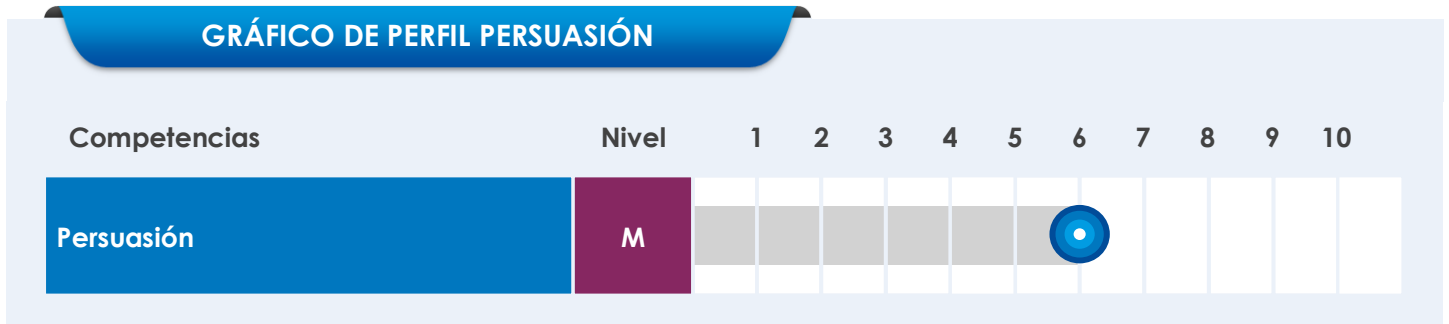 GRÁFICO DE PERFIL PERSUASIÓN
Competencias Nivel 1 2 3 4 5 6 7 8 9 10
Persuasión M